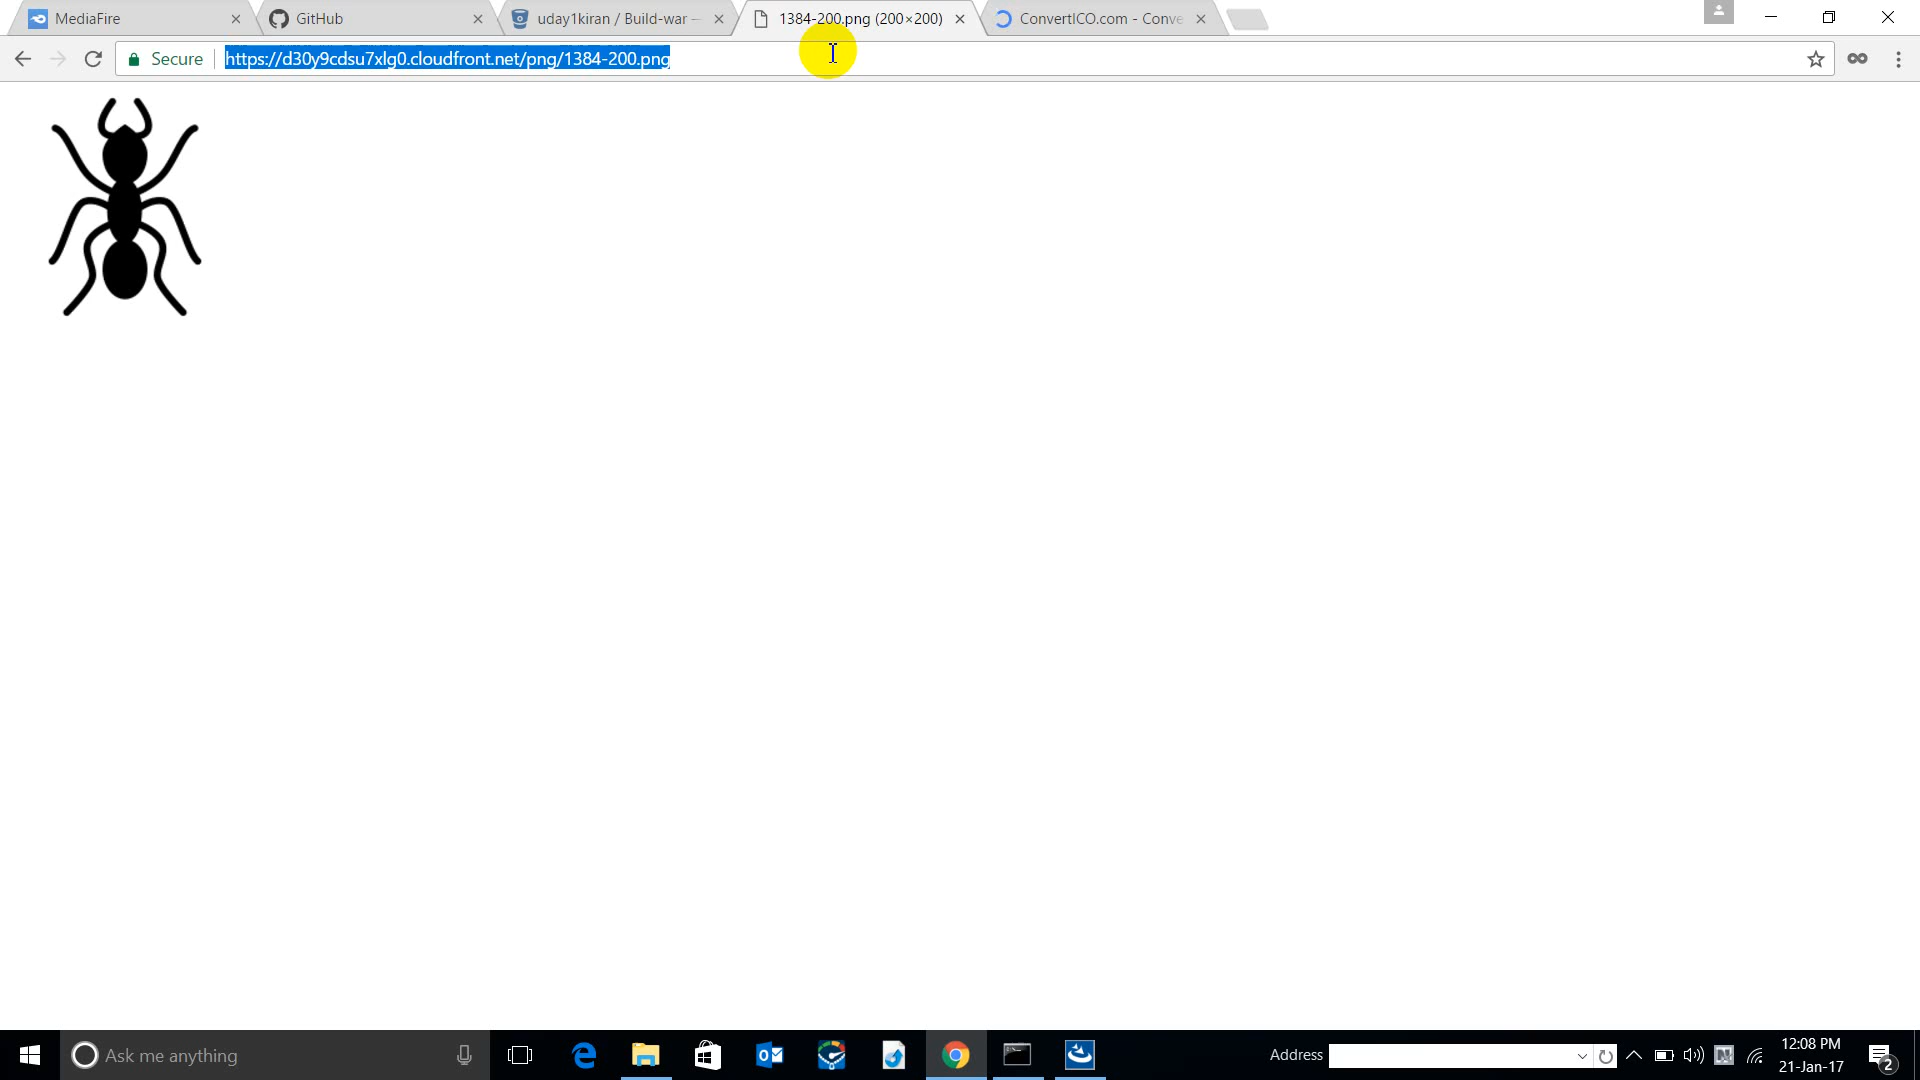 MediaFire
GitHub
uday1kiran / Build-war —
1384-200.png (200×200)
ConvertICO.com - Conve
Secure
https://d30y9cdsu7xlg0.cloudfront.net/png/1384-200.png
Ask me anything
Address
12:08 PM
21-Jan-17
2